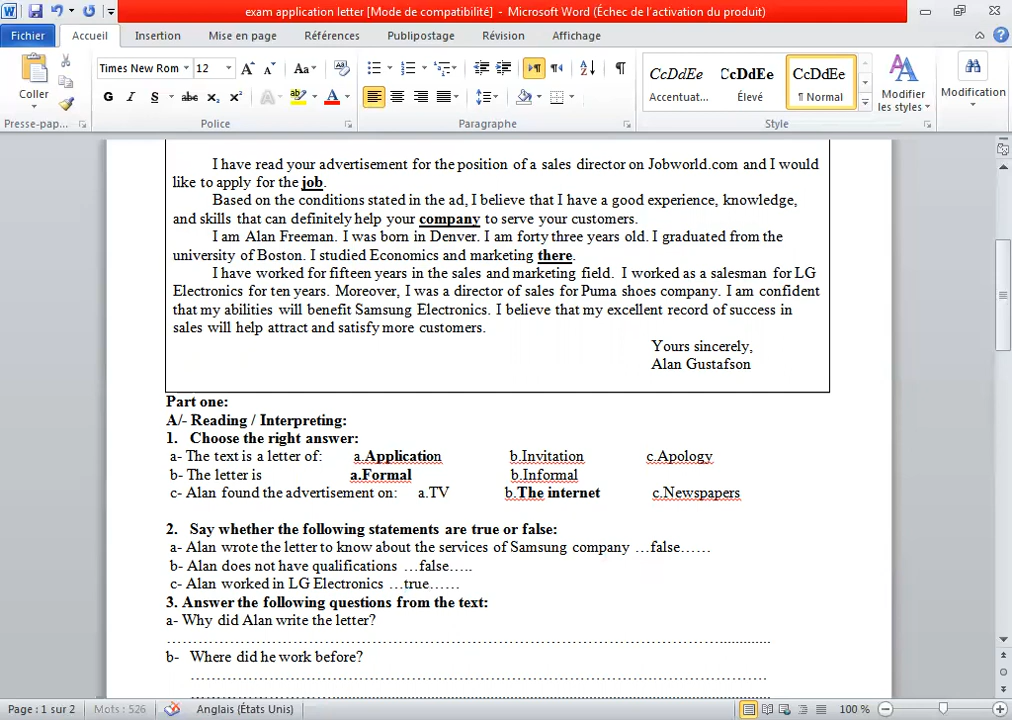 exam application letter [Mode de compatibilité] - Microsoft Word (Échec de l'activation du produit)
Fichier Accueil Insertion Mise en page Références Publipostage Révision Affichage
Times New Rom 12 Aa
Coller
G I S abc x₂ x² A ab A
CcDdEe CcDdEe CcDdEe
Accentuat... Élevé ¶ Normal
Modifier les styles
Modification
Presse-pap... Police Paragraphe Style
I have read your advertisement for the position of a sales director on Jobworld.com and I would
like to apply for the job.
Based on the conditions stated in the ad, I believe that I have a good experience, knowledge,
and skills that can definitely help your company to serve your customers.
I am Alan Freeman. I was born in Denver. I am forty three years old. I graduated from the
university of Boston. I studied Economics and marketing there.
I have worked for fifteen years in the sales and marketing field. I worked as a salesman for LG
Electronics for ten years. Moreover, I was a director of sales for Puma shoes company. I am confident
that my abilities will benefit Samsung Electronics. I believe that my excellent record of success in
sales will help attract and satisfy more customers.
Yours sincerely,
Alan Gustafson
Part one:
A/- Reading / Interpreting:
1. Choose the right answer:
a- The text is a letter of: a.Application b.Invitation c.Apology
b- The letter is a.Formal b.Informal
c- Alan found the advertisement on: a.TV b.The internet c.Newspapers
2. Say whether the following statements are true or false:
a- Alan wrote the letter to know about the services of Samsung company …false……
b- Alan does not have qualifications …false…..
c- Alan worked in LG Electronics …true……
3. Answer the following questions from the text:
a- Why did Alan write the letter?
……………………………………………………………………………………............
b- Where did he work before?
……………………………………………………………………………………
……………………………………………………………………............
Page : 1 sur 2 Mots : 526 Anglais (États Unis) 100 %